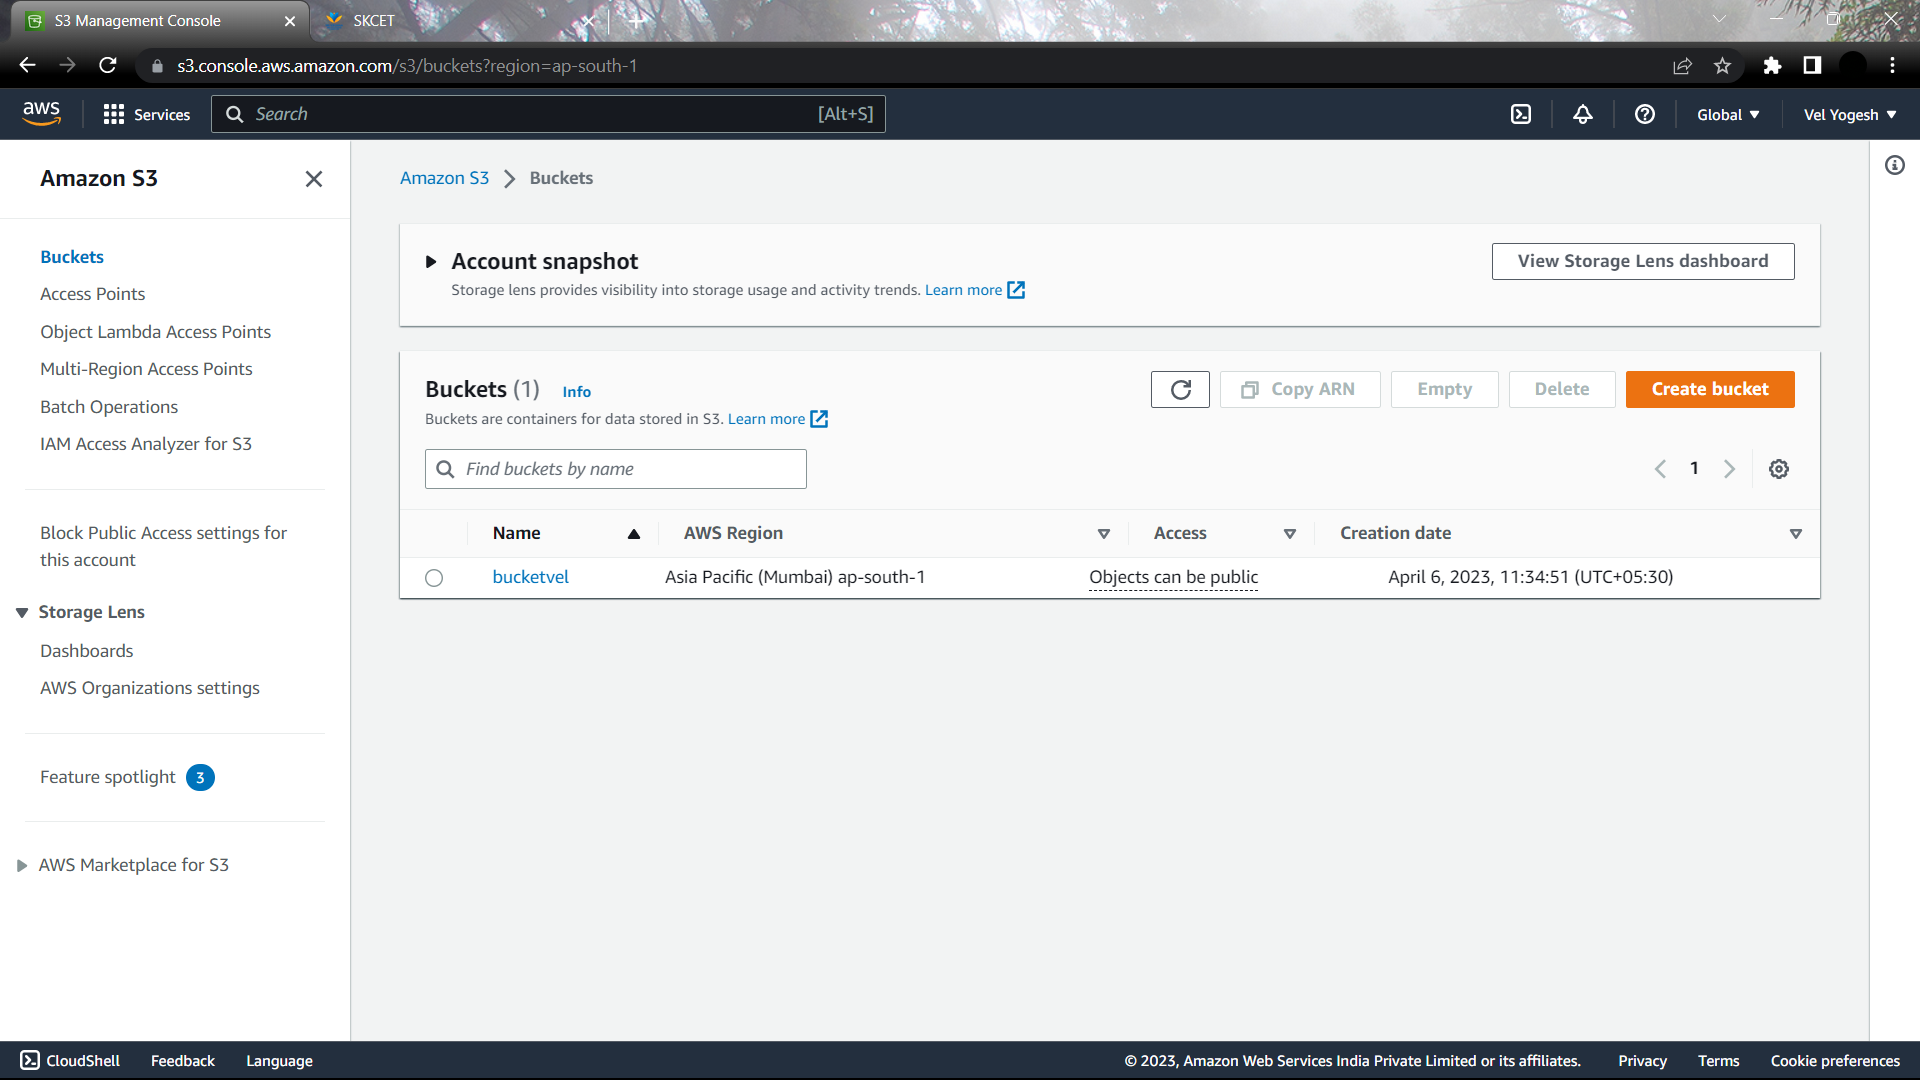 S3 Management Console
SKCET
s3.console.aws.amazon.com/s3/buckets?region=ap-south-1
aws
Services
Search
[Alt+S]
Global
Vel Yogesh
Amazon S3
Buckets
Access Points
Object Lambda Access Points
Multi-Region Access Points
Batch Operations
IAM Access Analyzer for S3
Block Public Access settings for
this account
Storage Lens
Dashboards
AWS Organizations settings
Feature spotlight 3
AWS Marketplace for S3
Amazon S3 Buckets
Account snapshot
View Storage Lens dashboard
Storage lens provides visibility into storage usage and activity trends. Learn more
Buckets (1) Info
Copy ARN
Empty
Delete
Create bucket
Buckets are containers for data stored in S3. Learn more
Find buckets by name
1
Name AWS Region Access Creation date
bucketvel Asia Pacific (Mumbai) ap-south-1 Objects can be public April 6, 2023, 11:34:51 (UTC+05:30)
CloudShell Feedback Language
© 2023, Amazon Web Services India Private Limited or its affiliates. Privacy Terms Cookie preferences